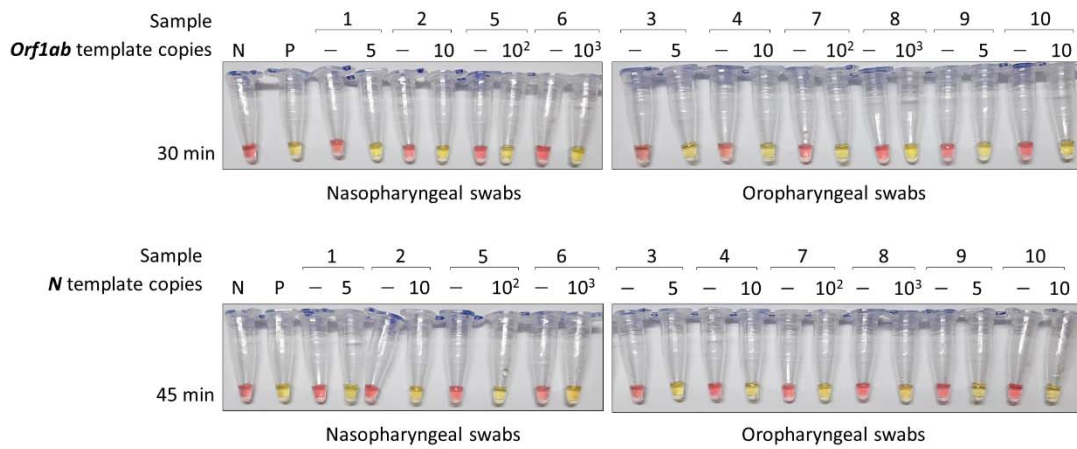 Sample 1 2 5 6 3 4 7 8 9 10
Orf1ab template copies N P – 5 – 10 – 10² – 10³ – 5 – 10 – 10² – 10³ – 5 – 10
30 min
Nasopharyngeal swabs Oropharyngeal swabs
Sample 1 2 5 6 3 4 7 8 9 10
N template copies N P – 5 – 10 – 10² – 10³ – 5 – 10 – 10² – 10³ – 5 – 10
45 min
Nasopharyngeal swabs Oropharyngeal swabs